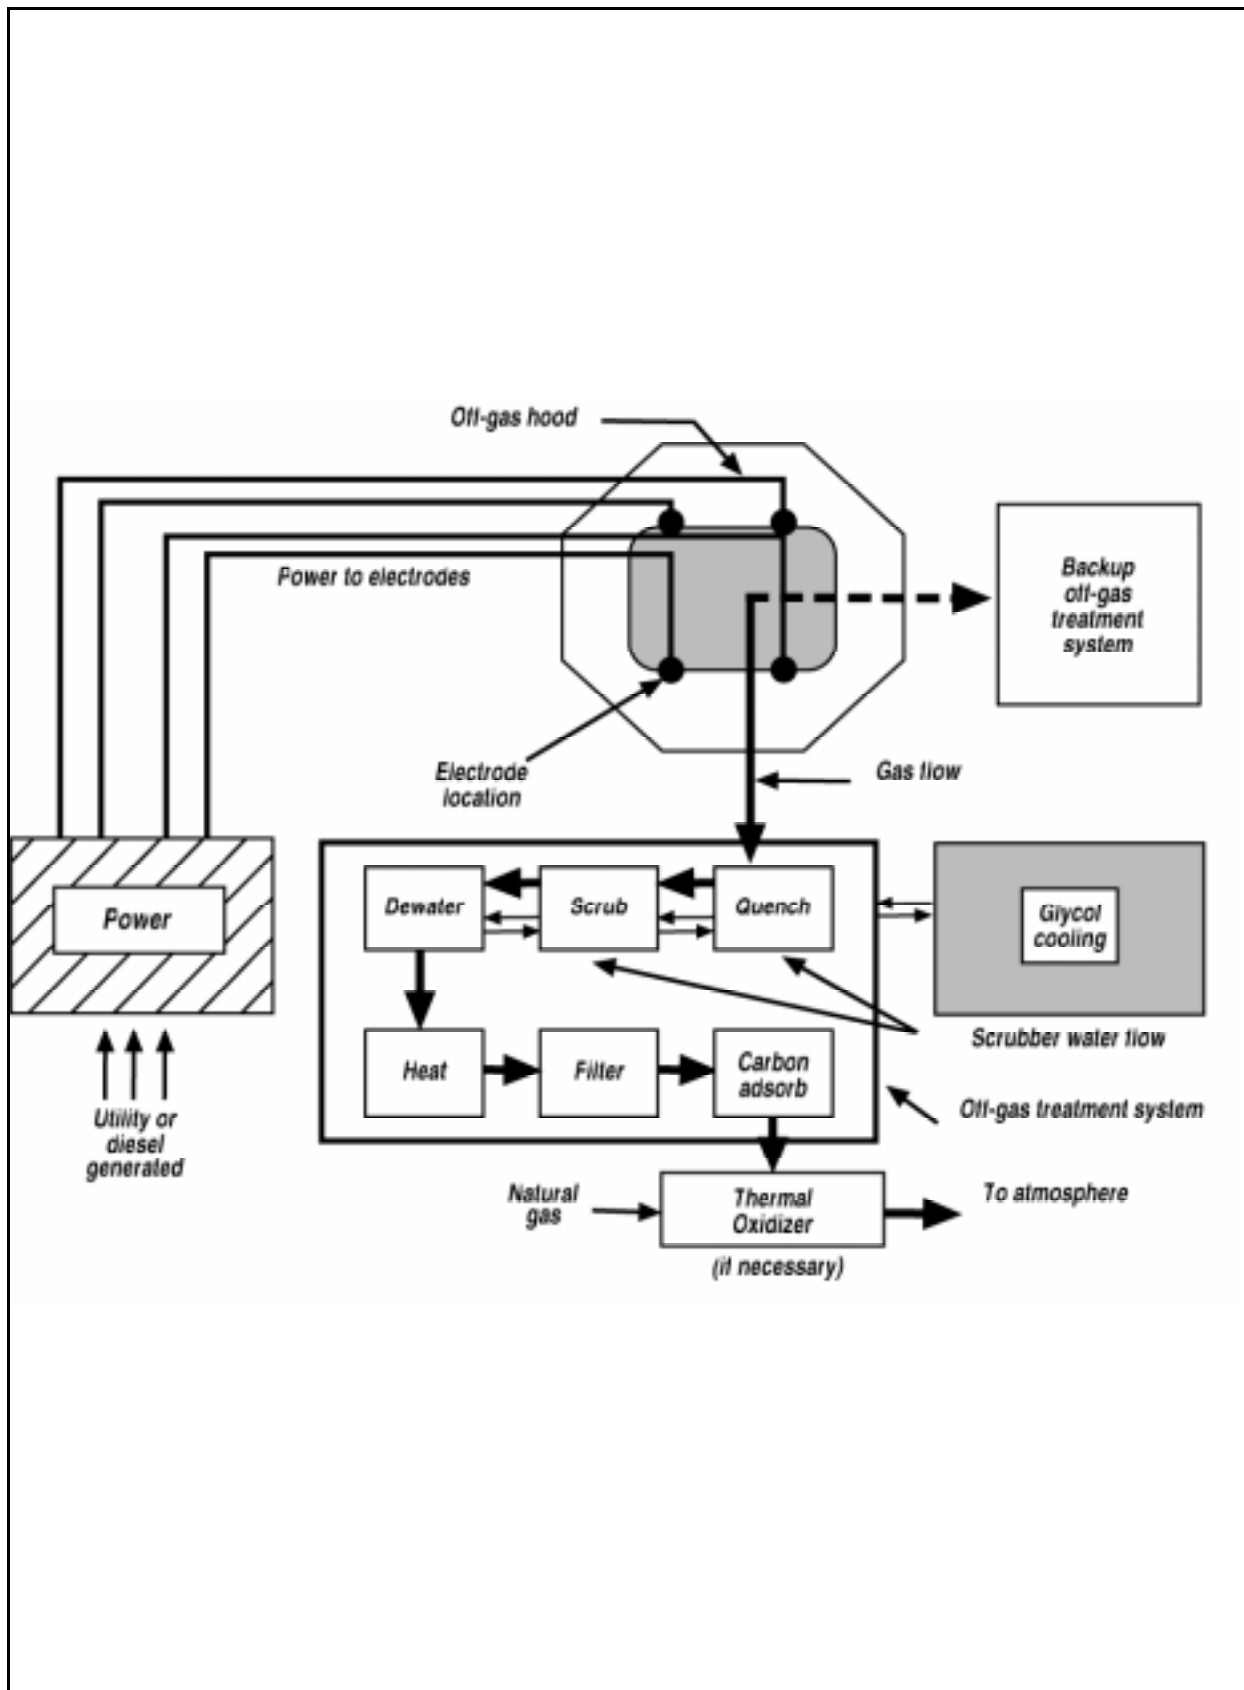 Off-gas hood
Backup
off-gas
treatment
system
Power to electrodes
Electrode
location
Gas flow
Power
Dewater
Scrub
Quench
Glycol
cooling
Scrubber water flow
Heat
Filter
Carbon
adsorb
Off-gas treatment system
Utility or
diesel
generated
Natural
gas
Thermal
Oxidizer
To atmosphere
(if necessary)